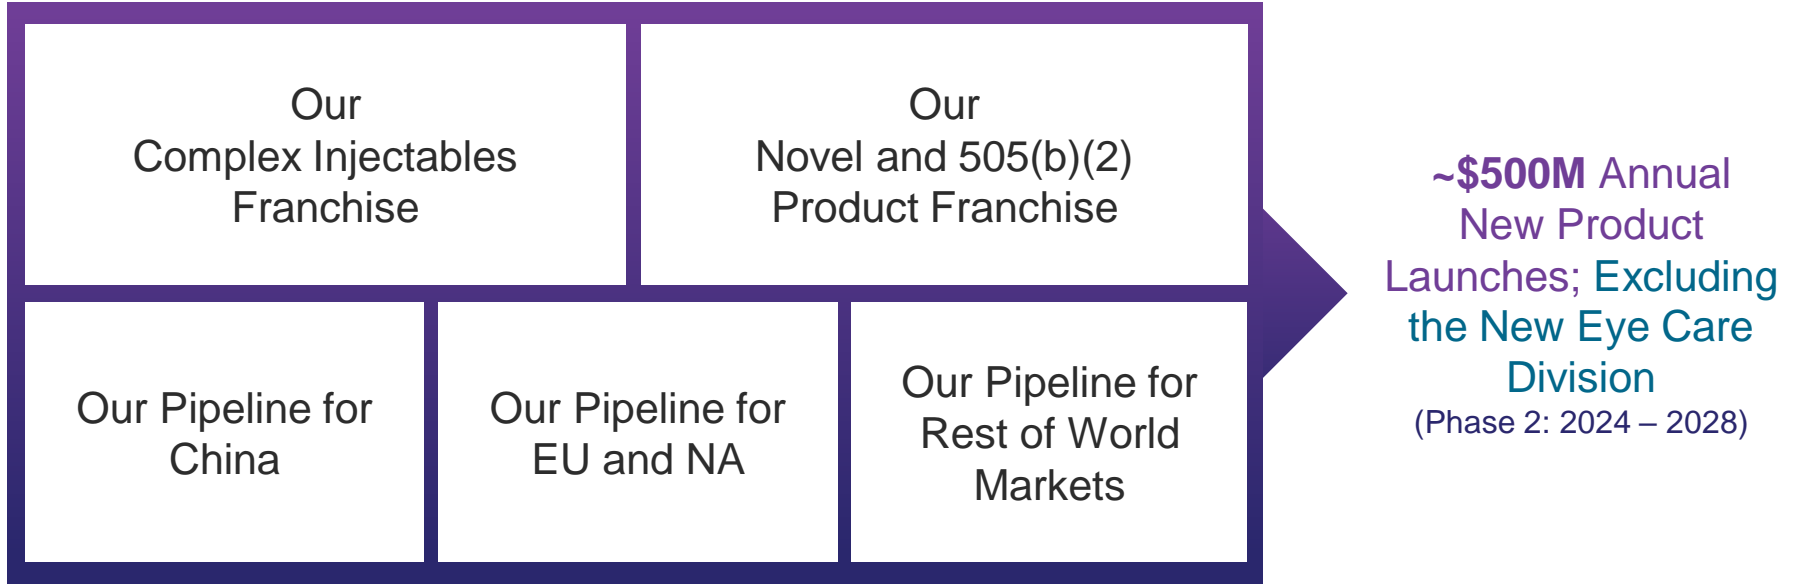 Our
Complex Injectables
Franchise
Our
Novel and 505(b)(2)
Product Franchise
Our Pipeline for
China
Our Pipeline for
EU and NA
Our Pipeline for
Rest of World
Markets
~$500M Annual
New Product
Launches; Excluding
the New Eye Care
Division
(Phase 2: 2024 – 2028)